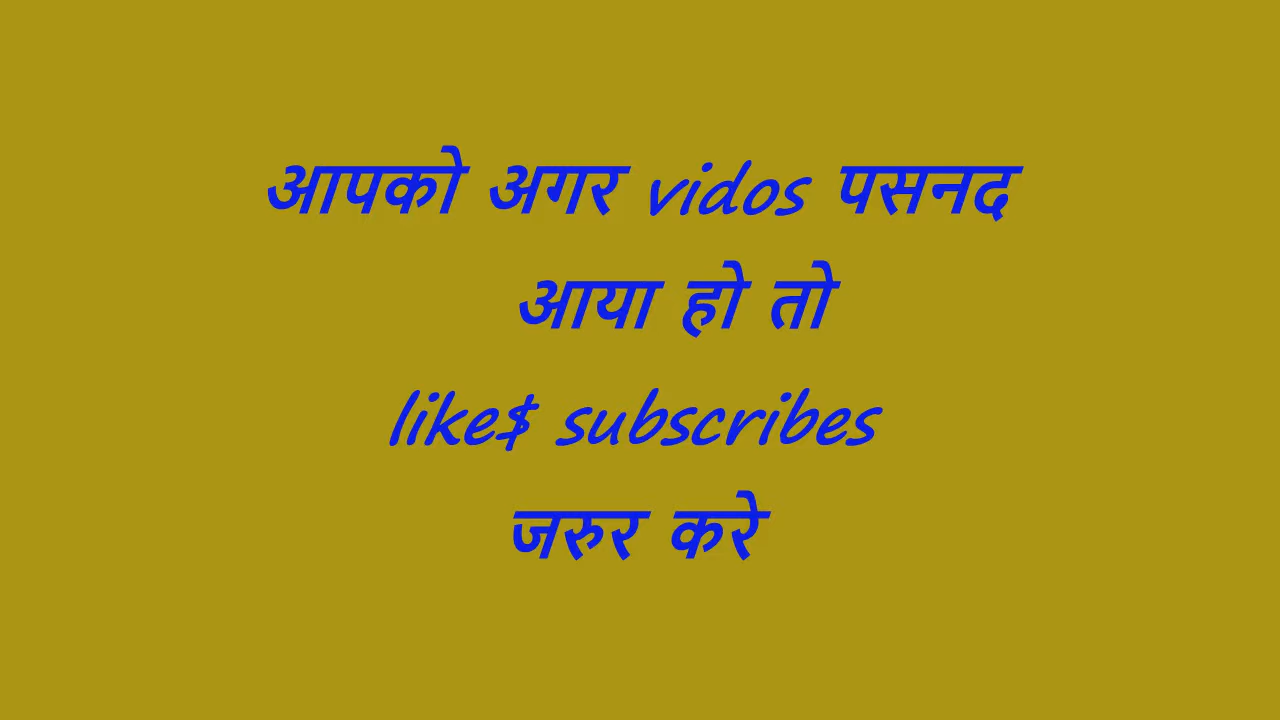 आपको अगर vidos पसनद
आया हो तो
like$ subscribes
जरुर करे